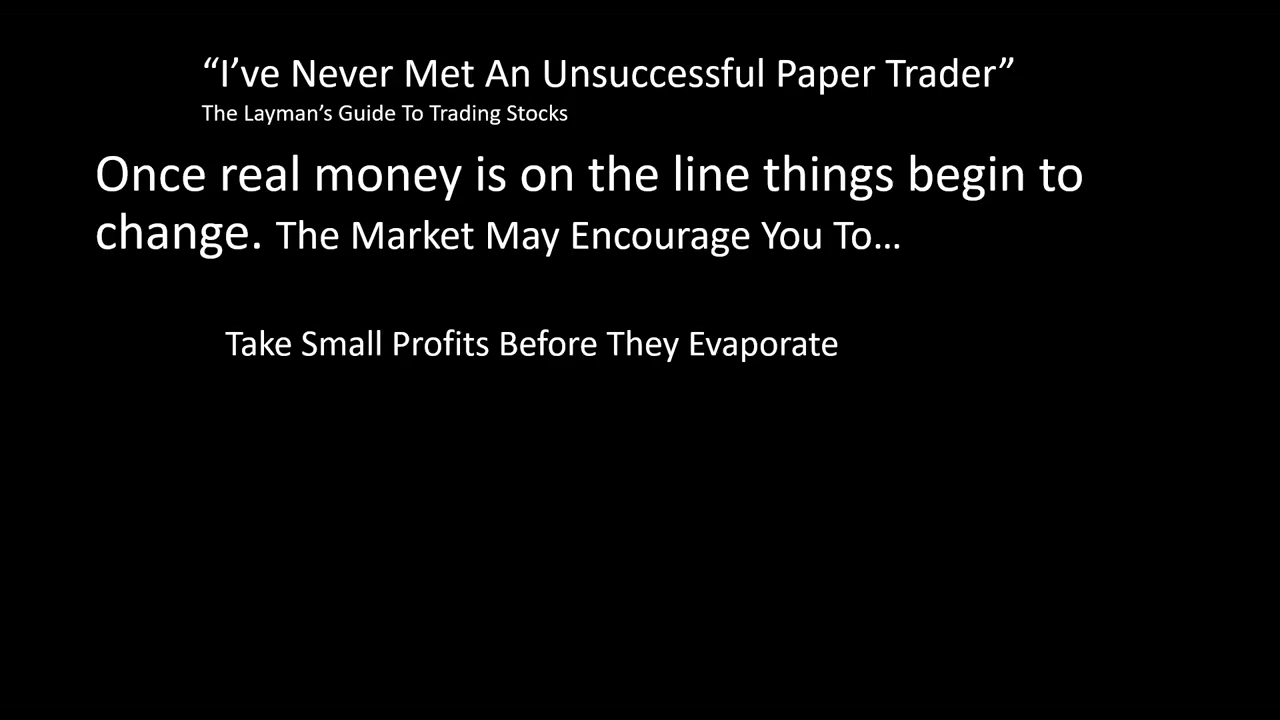 “I’ve Never Met An Unsuccessful Paper Trader”
The Layman’s Guide To Trading Stocks
Once real money is on the line things begin to
change. The Market May Encourage You To…
Take Small Profits Before They Evaporate